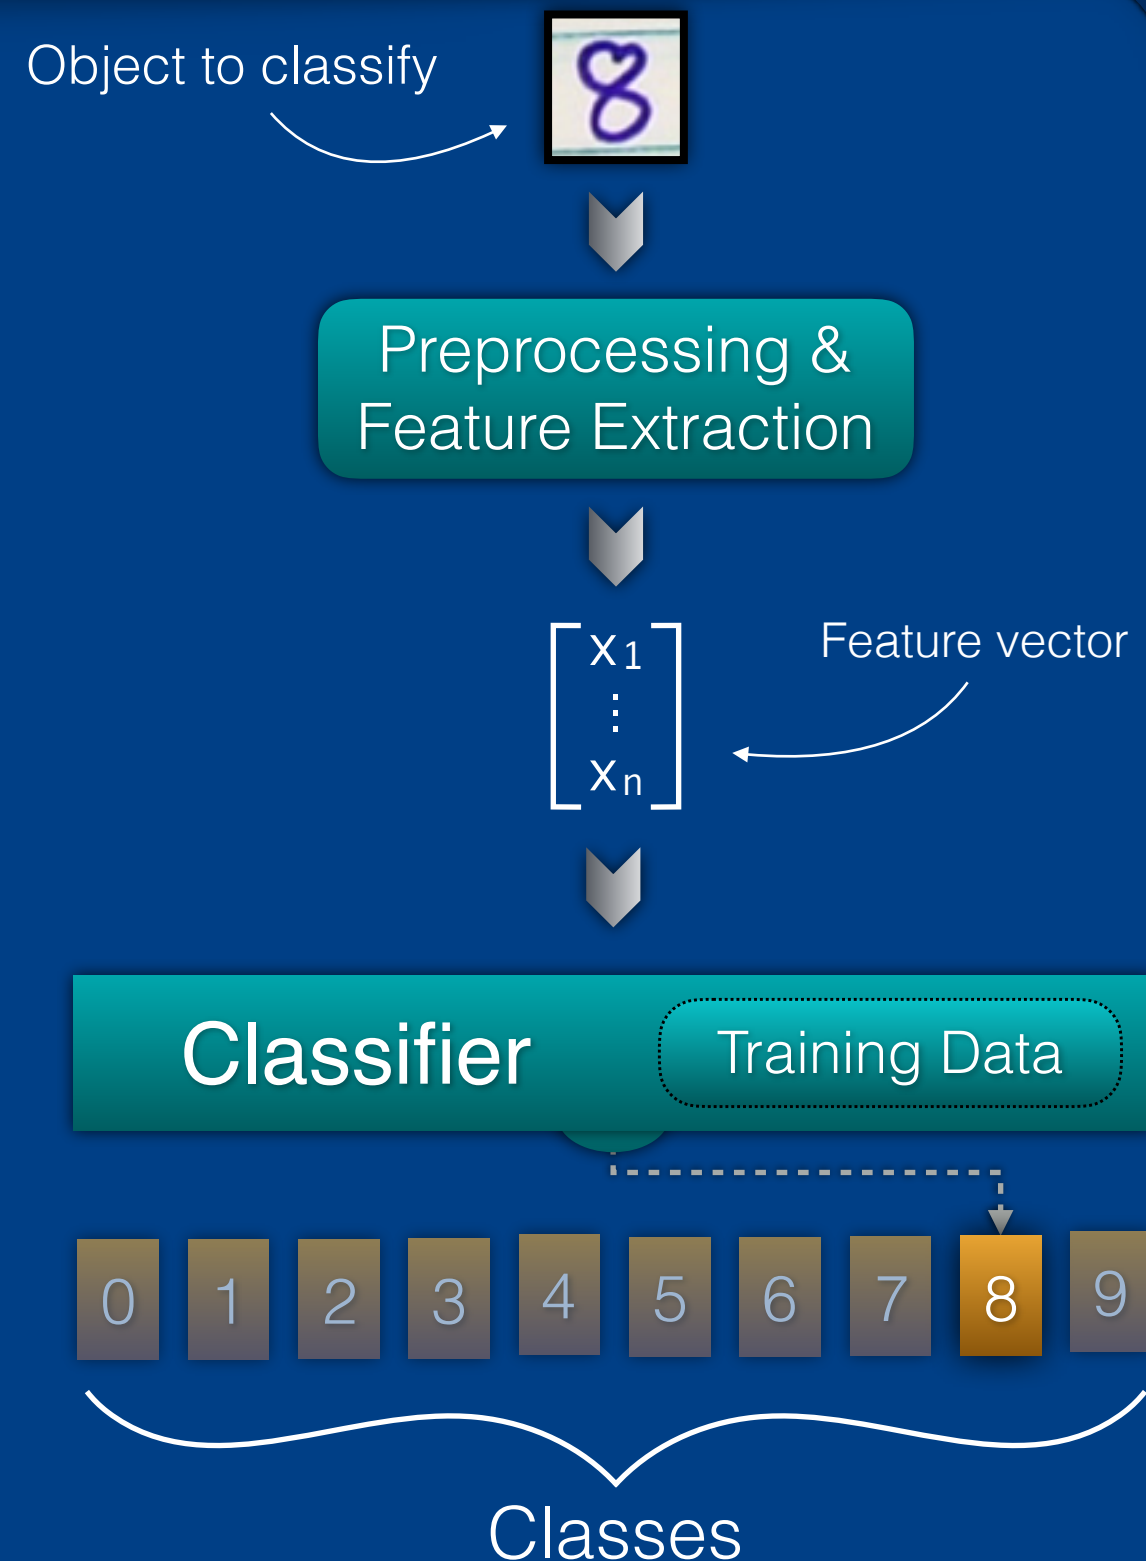 Object to classify
8
Preprocessing &
Feature Extraction
x1
⋮
xn
Feature vector
Classifier
Training Data
0 1 2 3 4 5 6 7 8 9
Classes